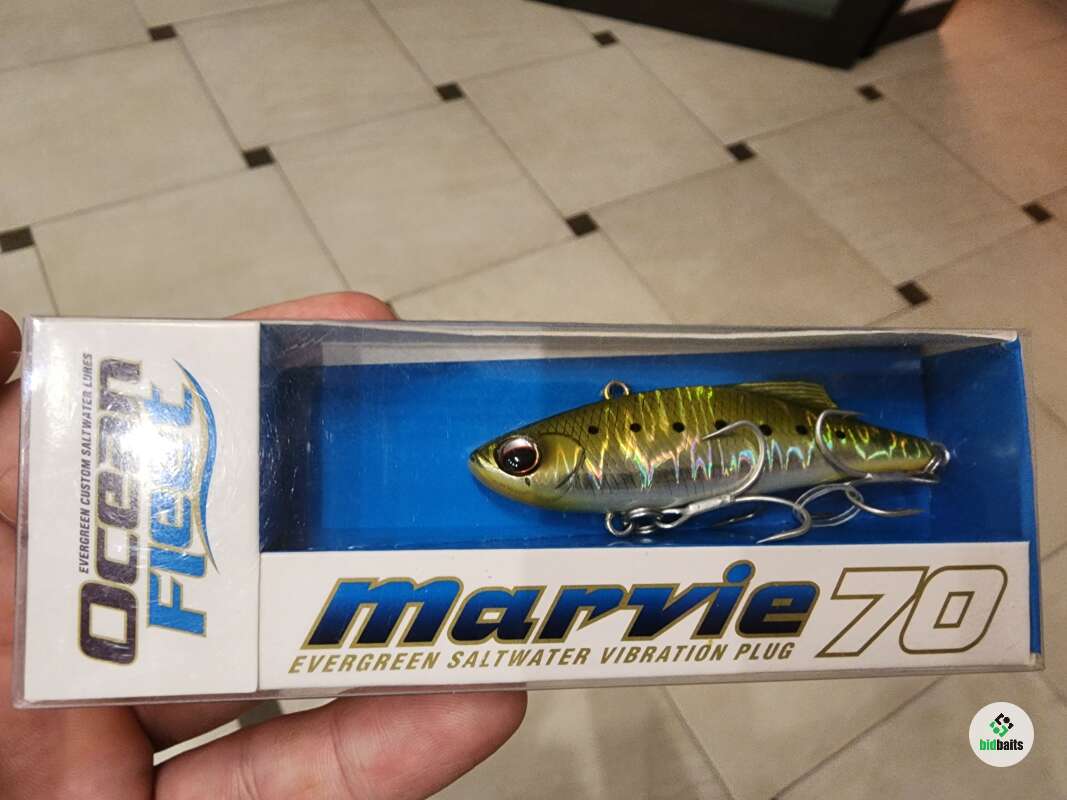 EVERGREEN CUSTOM SALTWATER LURES
Ocean
Fleet
marvie 70
EVERGREEN SALTWATER VIBRATION PLUG
bidbaits